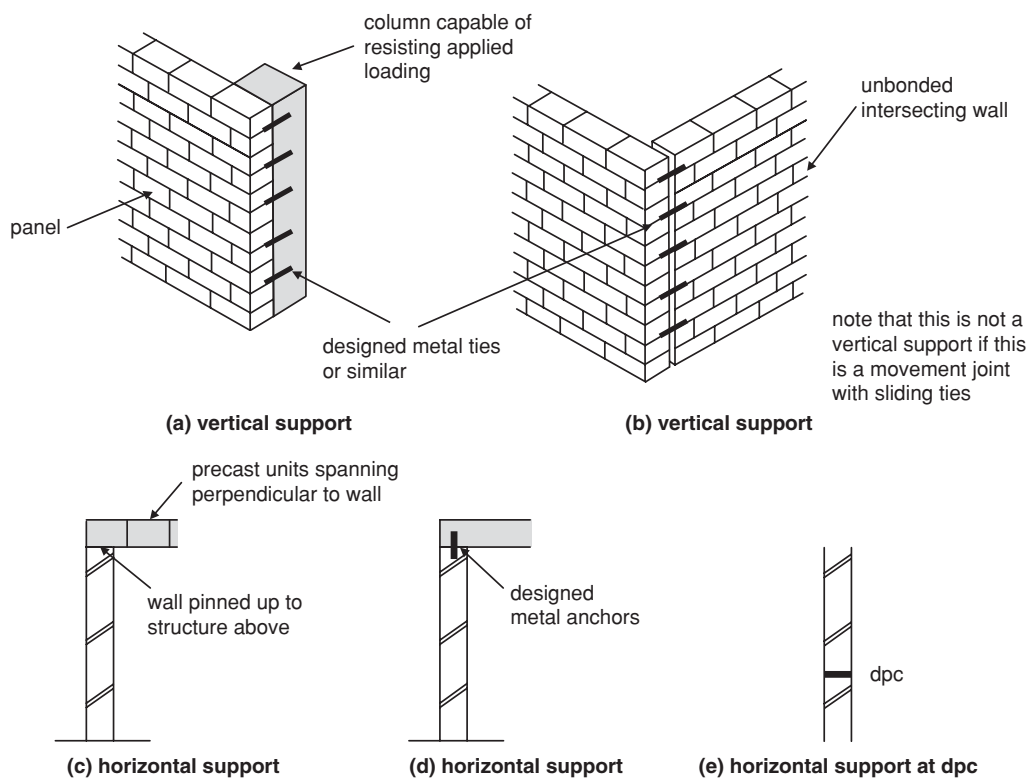 column capable of
resisting applied
loading
unbonded
intersecting wall
panel
designed metal ties
or similar
note that this is not a
vertical support if this
is a movement joint
with sliding ties
(a) vertical support
(b) vertical support
precast units spanning
perpendicular to wall
wall pinned up to
structure above
designed
metal anchors
dpc
(c) horizontal support
(d) horizontal support
(e) horizontal support at dpc